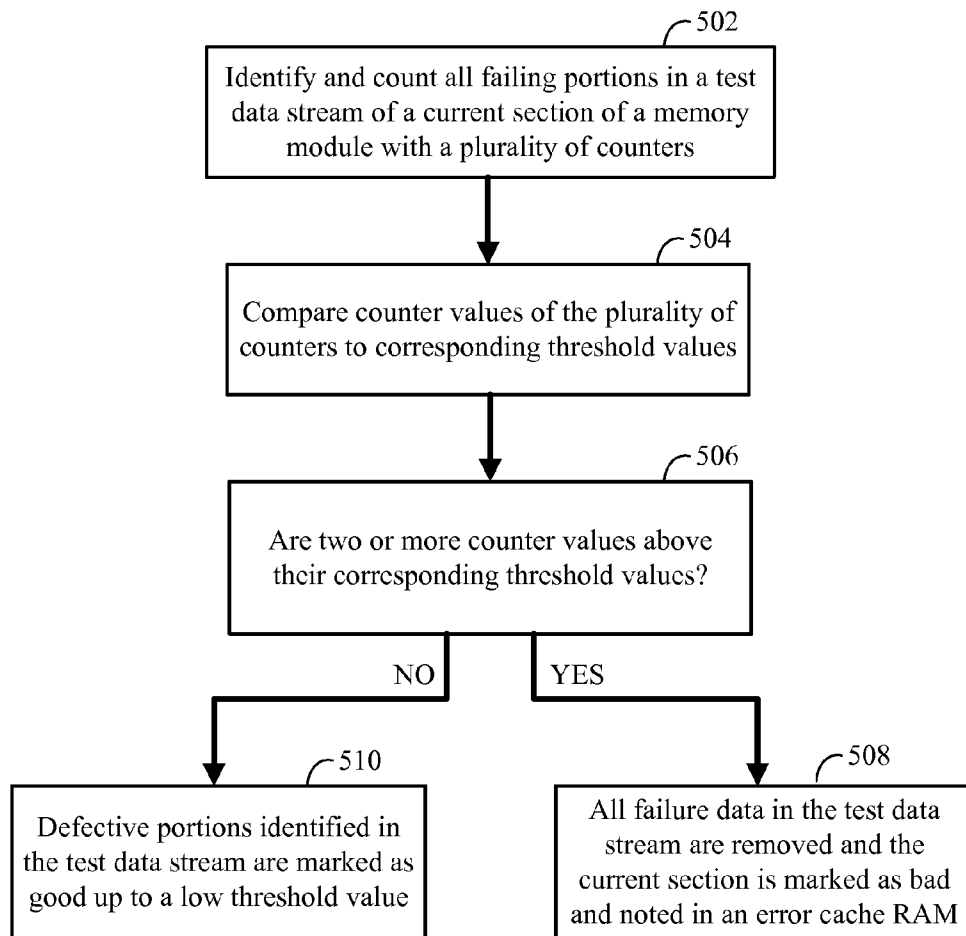 502
Identify and count all failing portions in a test
data stream of a current section of a memory
module with a plurality of counters
504
Compare counter values of the plurality of
counters to corresponding threshold values
506
Are two or more counter values above
their corresponding threshold values?
NO
YES
510
Defective portions identified in
the test data stream are marked as
good up to a low threshold value
508
All failure data in the test data
stream are removed and the
current section is marked as bad
and noted in an error cache RAM